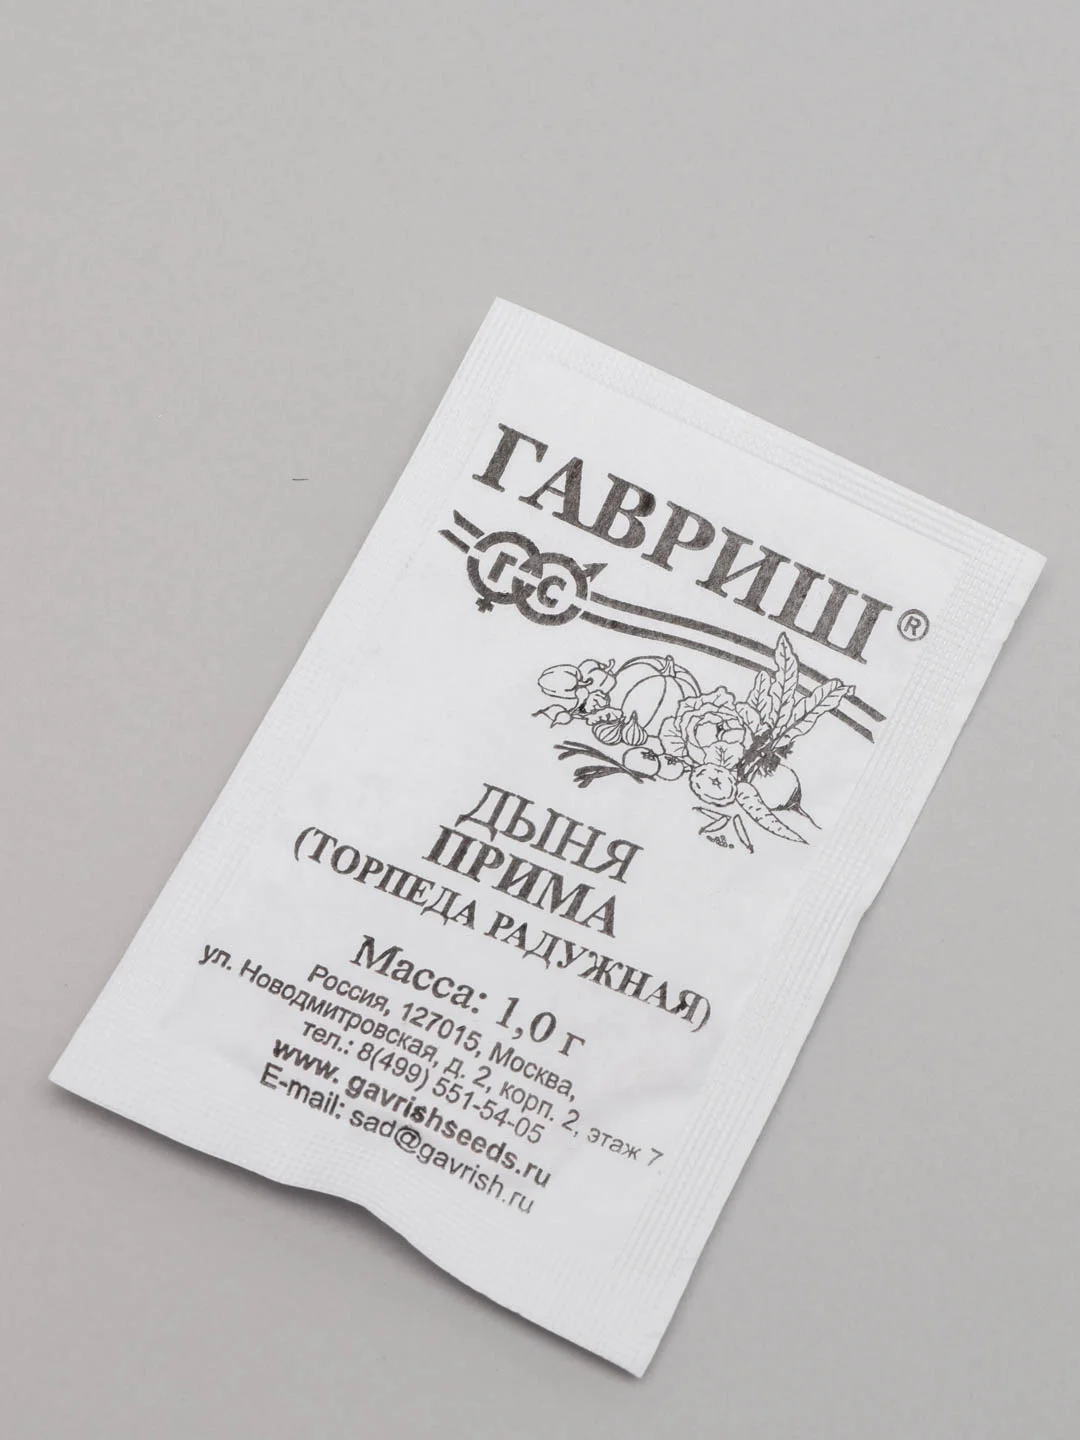 ГАВРИШ®
ГС
ДЫНЯ
ПРИМА
(ТОРПЕДА РАДУЖНАЯ)
Масса: 1,0 г
Россия, 127015, Москва,
ул. Новодмитровская, д. 2, корп. 2, этаж 7
тел.: 8(499) 551-54-05
www. gavrishseeds.ru
E-mail: sad@gavrish.ru